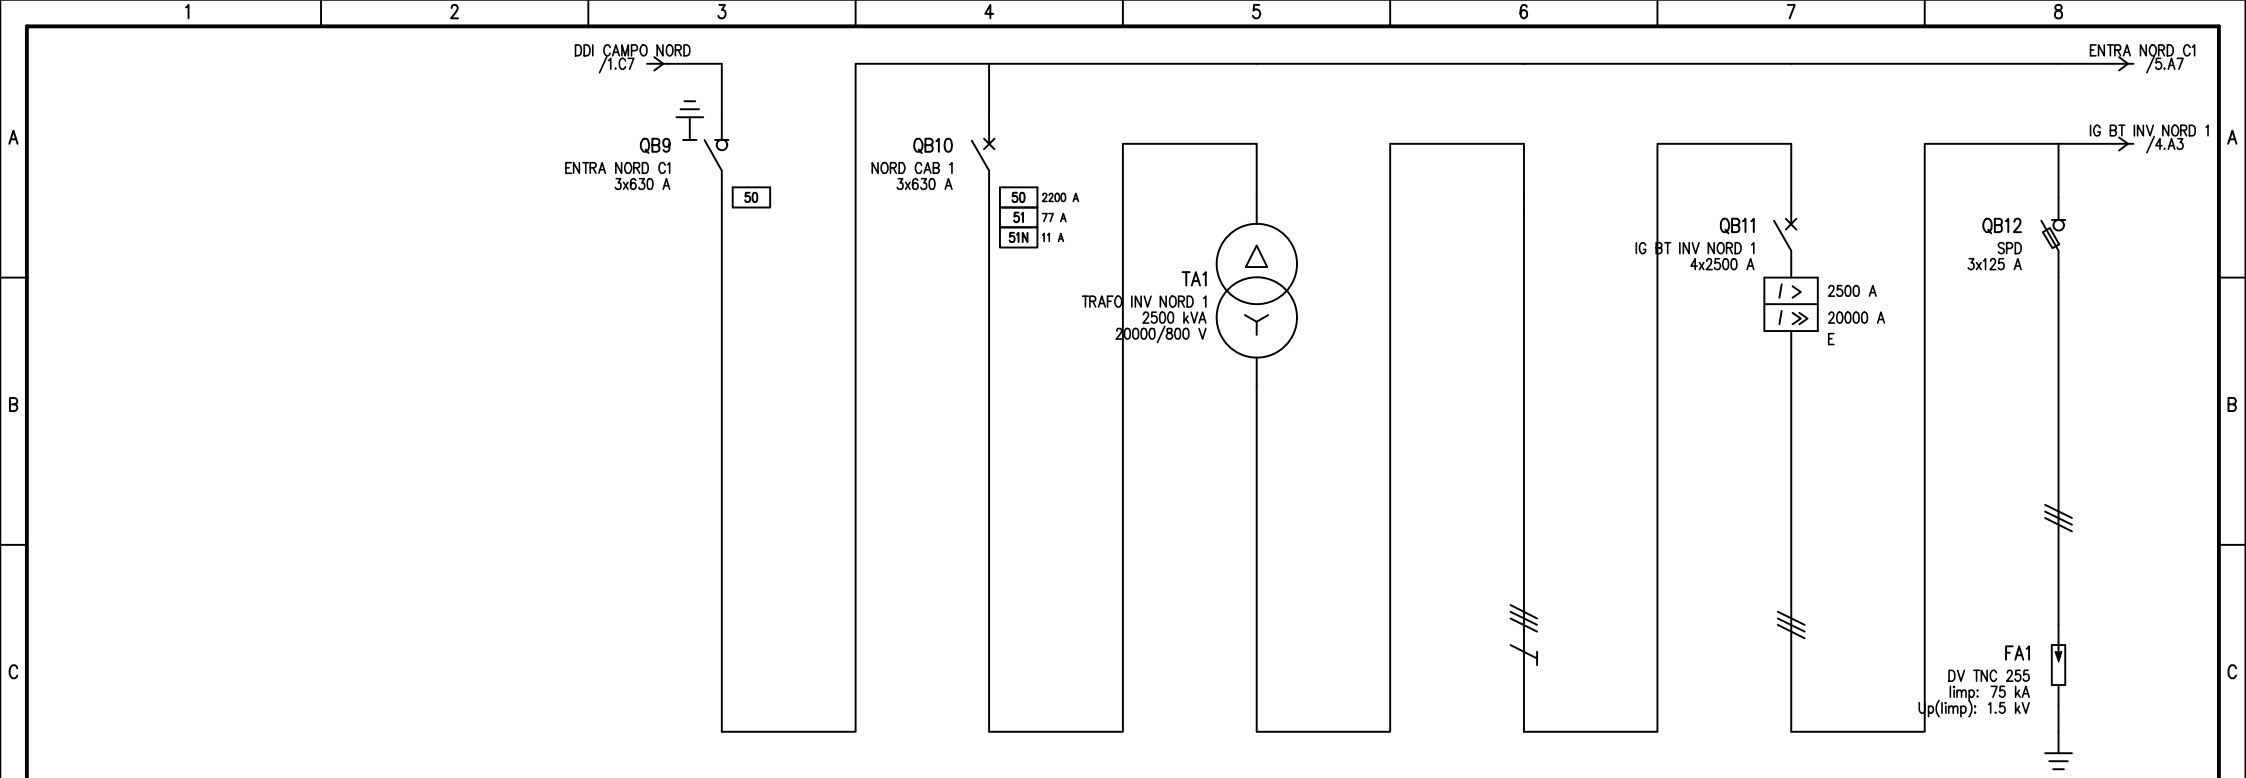 1 2 3 4 5 6 7 8
DDI CAMPO NORD
/1.C7
ENTRA NORD C1
/5.A7
A
QB9
ENTRA NORD C1
3x630 A
50
QB10
NORD CAB 1
3x630 A
50 2200 A
51 77 A
51N 11 A
IG BT INV NORD 1
/4.A3
A
TA1
TRAFO INV NORD 1
2500 kVA
20000/800 V
QB11
IG BT INV NORD 1
4x2500 A
I > 2500 A
I >> 20000 A
E
QB12
SPD
3x125 A
B
B
C
FA1
DV TNC 255
Iimp: 75 kA
Up(Iimp): 1.5 kV
C